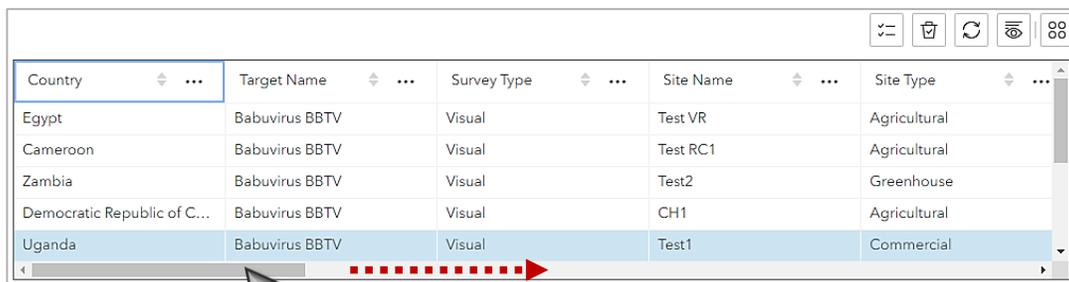 Country ... Target Name ... Survey Type ... Site Name ... Site Type ...
Egypt Babuvirus BBTV Visual Test VR Agricultural
Cameroon Babuvirus BBTV Visual Test RC1 Agricultural
Zambia Babuvirus BBTV Visual Test2 Greenhouse
Democratic Republic of C... Babuvirus BBTV Visual CH1 Agricultural
Uganda Babuvirus BBTV Visual Test1 Commercial